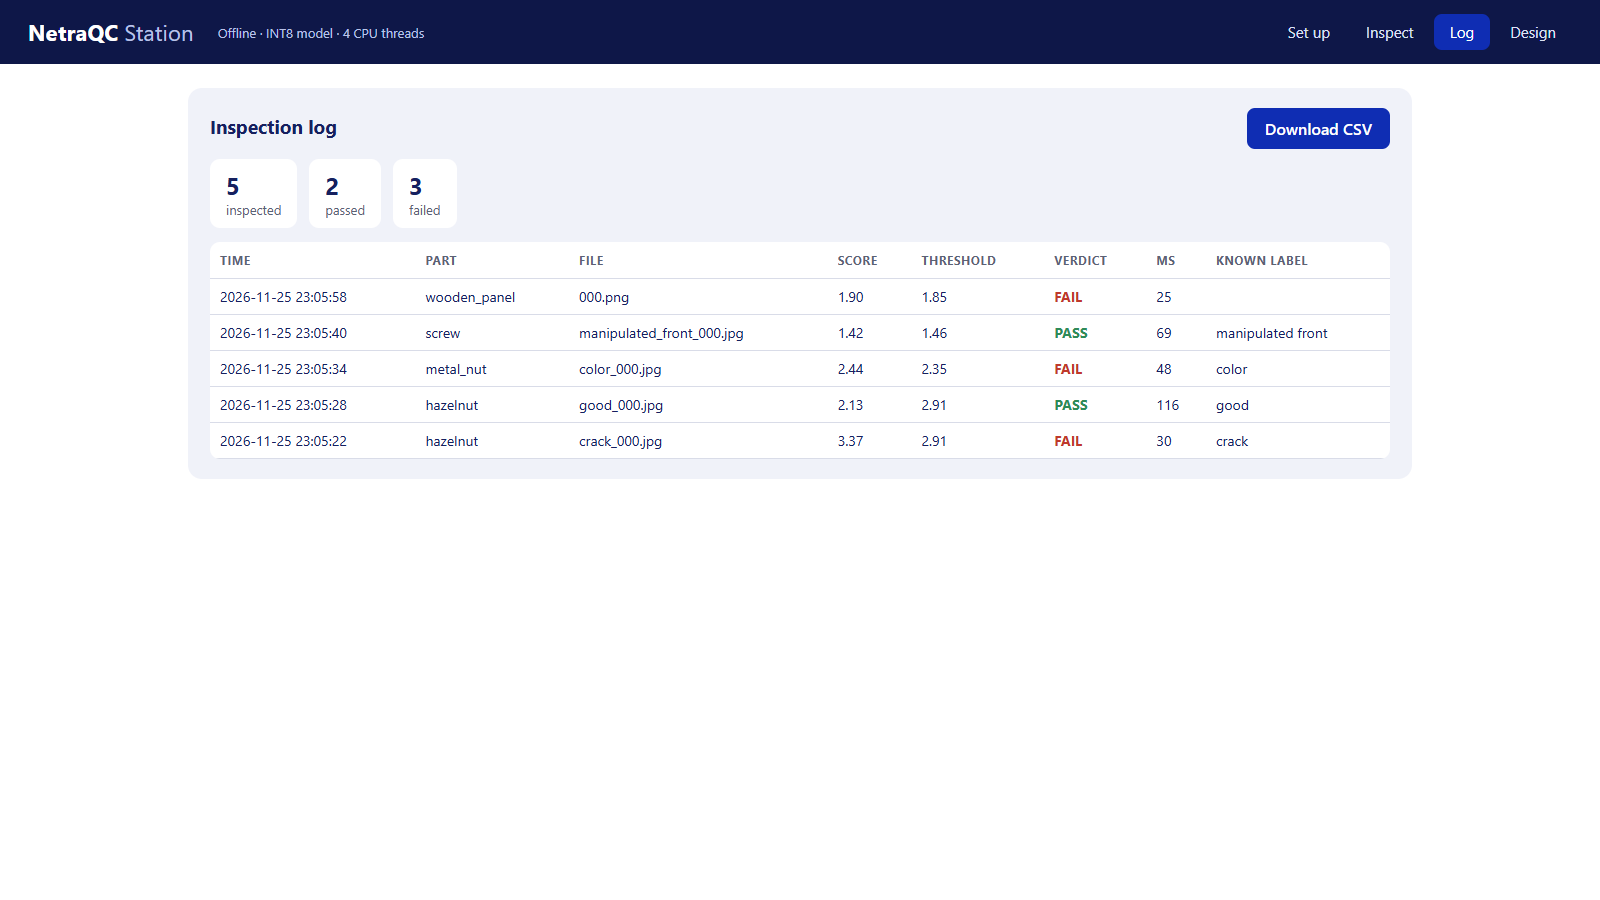 NetraQC Station
Offline · INT8 model · 4 CPU threads
Set up Inspect Log Design
Inspection log
Download CSV
5 2 3
inspected passed failed
TIME PART FILE SCORE THRESHOLD VERDICT MS KNOWN LABEL
2026-11-25 23:05:58 wooden_panel 000.png 1.90 1.85 FAIL 25
2026-11-25 23:05:40 screw manipulated_front_000.jpg 1.42 1.46 PASS 69 manipulated front
2026-11-25 23:05:34 metal_nut color_000.jpg 2.44 2.35 FAIL 48 color
2026-11-25 23:05:28 hazelnut good_000.jpg 2.13 2.91 PASS 116 good
2026-11-25 23:05:22 hazelnut crack_000.jpg 3.37 2.91 FAIL 30 crack